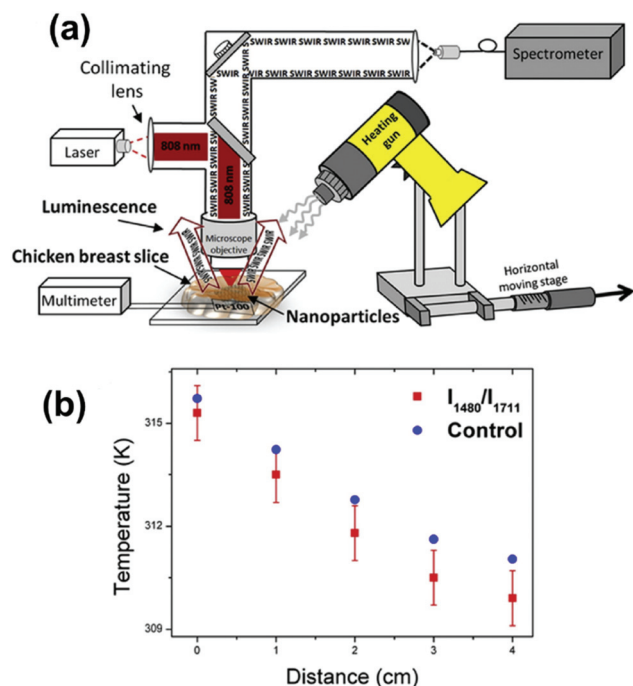 (a)
SWIR SWIR SWIR SWIR SW
SWIR
SWIR SWIR SWIR SWIR
Spectrometer
Collimating
lens
Heating
gun
Laser
808 nm
808 nm
SWIR SWIR SWIR
Luminescence
Microscope
objective
SWIR SWIR SWIR
Chicken breast slice
Multimeter
Pt-100
Nanoparticles
Horizontal
moving stage
(b)
I1480/I1711
Control
Temperature (K)
315
312
309
0 1 2 3 4
Distance (cm)